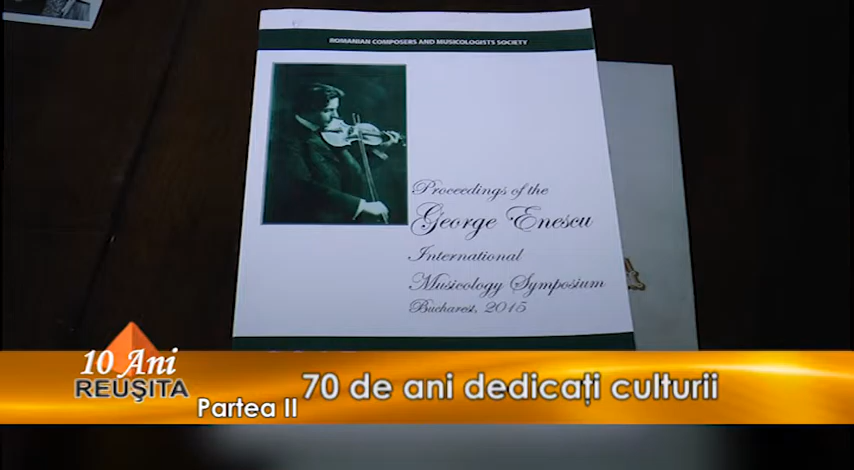 ROMANIAN COMPOSERS AND MUSICOLOGISTS SOCIETY
Proceedings of the
George Enescu
International
Musicology Symposium
Bucharest, 2015
10 Ani
REUŞITA
Partea II
70 de ani dedicați culturii